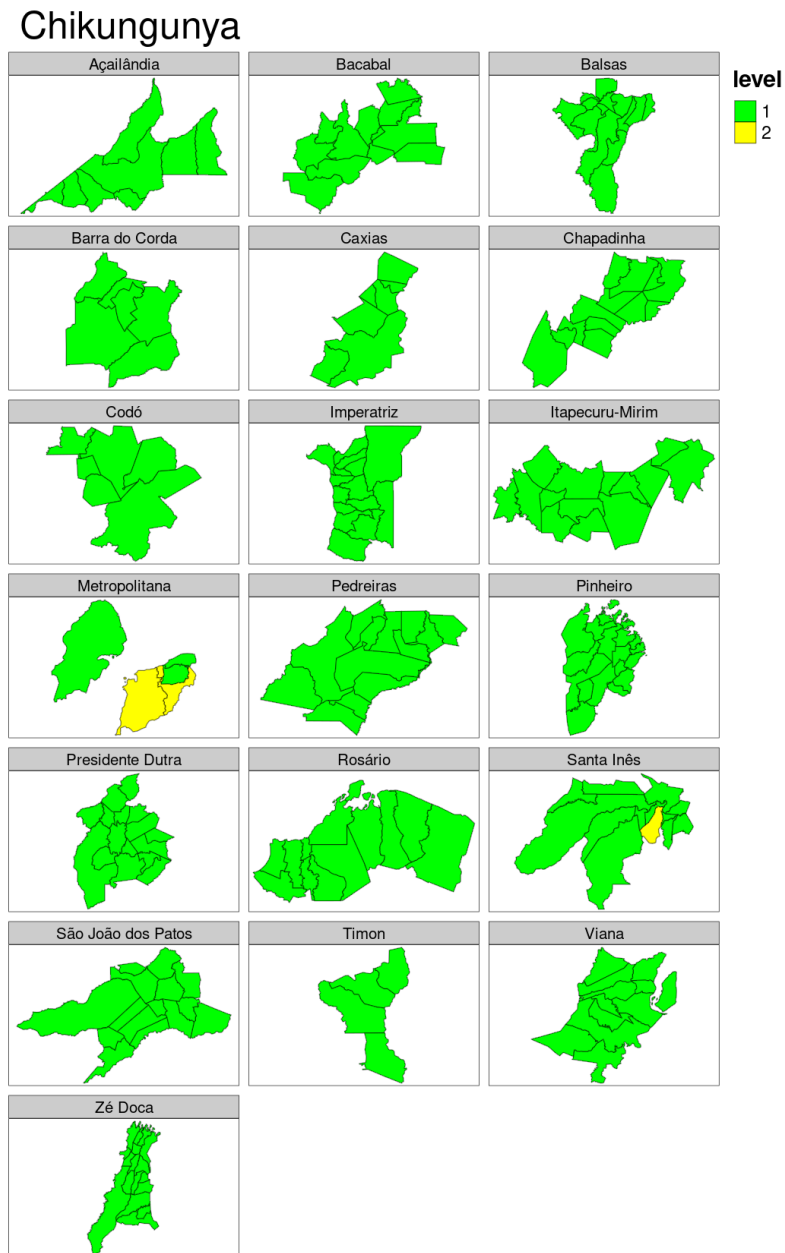 Chikungunya
Açailândia
Bacabal
Balsas
level
1
2
Barra do Corda
Caxias
Chapadinha
Codó
Imperatriz
Itapecuru-Mirim
Metropolitana
Pedreiras
Pinheiro
Presidente Dutra
Rosário
Santa Inês
São João dos Patos
Timon
Viana
Zé Doca